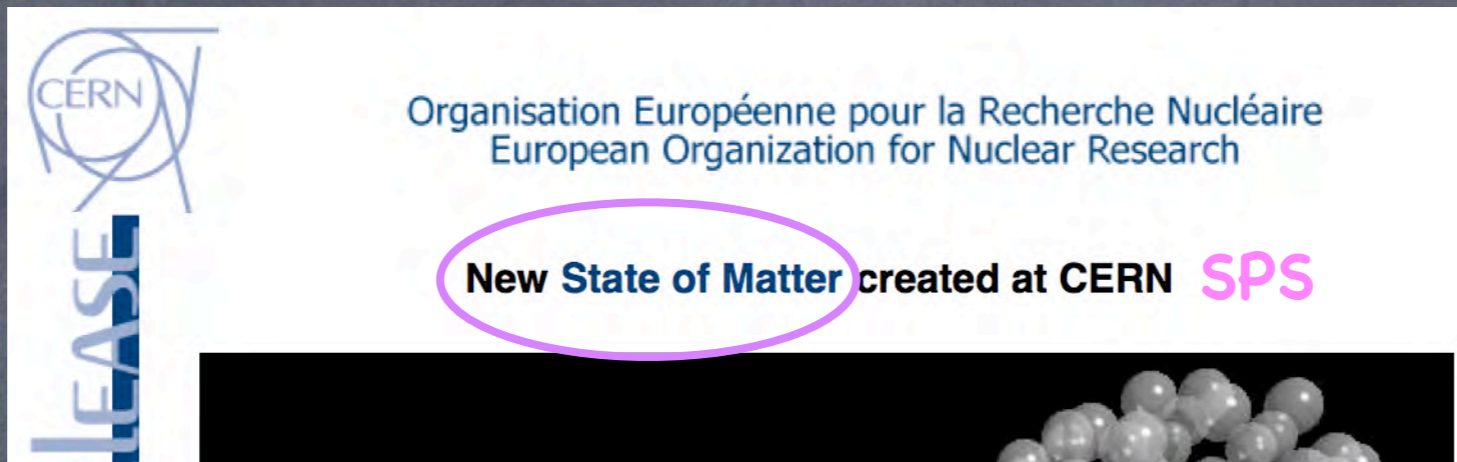 CERN
Organisation Européenne pour la Recherche Nucléaire
European Organization for Nuclear Research
New State of Matter created at CERN SPS
LEASE